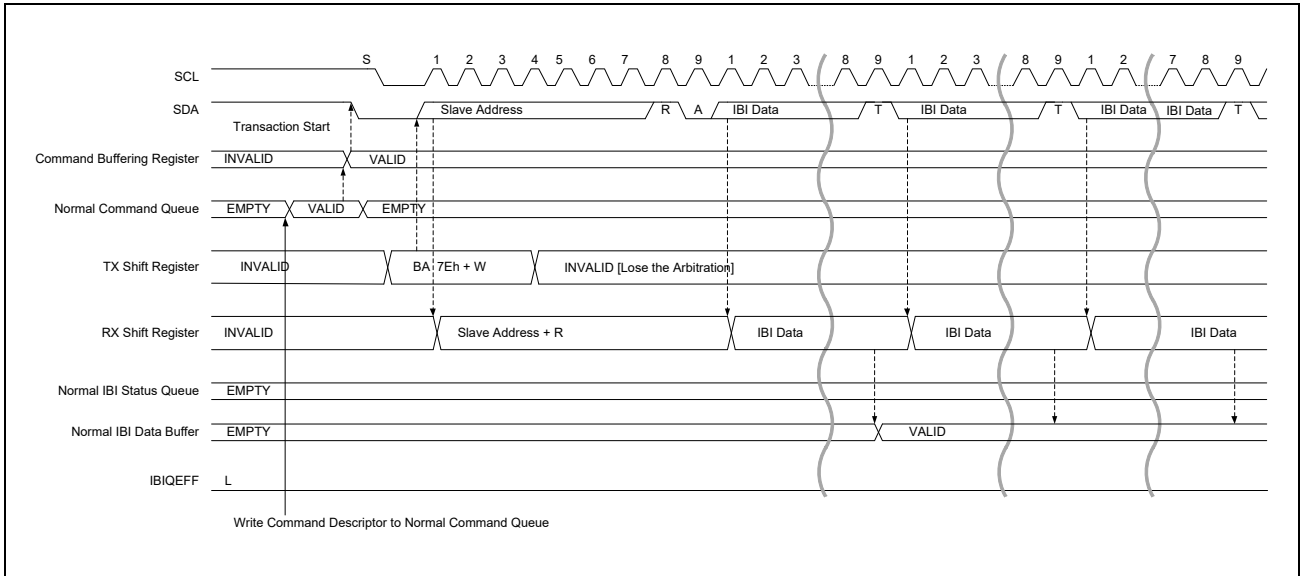 S 1 2 3 4 5 6 7 8 9 1 2 3 8 9 1 2 3 8 9 1 2 7 8 9
SCL
SDA Slave Address R A IBI Data T IBI Data T IBI Data IBI Data T
Transaction Start
Command Buffering Register INVALID VALID
Normal Command Queue EMPTY VALID EMPTY
TX Shift Register INVALID BA 7Eh + W INVALID [Lose the Arbitration]
RX Shift Register INVALID Slave Address + R IBI Data IBI Data IBI Data
Normal IBI Status Queue EMPTY
Normal IBI Data Buffer EMPTY VALID
IBIQEFF L
Write Command Descriptor to Normal Command Queue